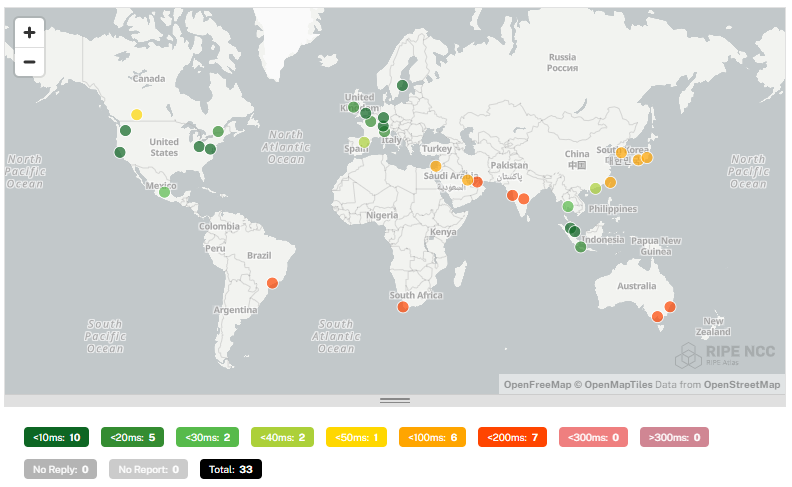 +
−
Canada
United
States
Mexico
North
Pacific
Ocean
North
Atlantic
Ocean
Colombia
Peru
Brazil
Argentina
South
Pacific
Ocean
South
Atlantic
Ocean
United
Kingdom
Spain
Italy
Turkey
Saudi Arabia
السعودية
Nigeria
Kenya
South Africa
Russia
Россия
Pakistan
پاکستان
China
中国
South Korea
대한민국
Philippines
Indonesia
Papua New
Guinea
Australia
New
Zealand
North
Pacific
Ocean
RIPE NCC
RIPE Atlas
OpenFreeMap © OpenMapTiles Data from OpenStreetMap
<10ms: 10 <20ms: 5 <30ms: 2 <40ms: 2 <50ms: 1 <100ms: 6 <200ms: 7 <300ms: 0 >300ms: 0
No Reply: 0 No Report: 0 Total: 33